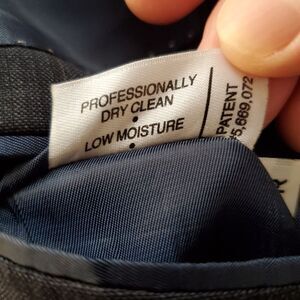 PROFESSIONALLY
DRY CLEAN
•
LOW MOISTURE
•
PATENT
5,669,072